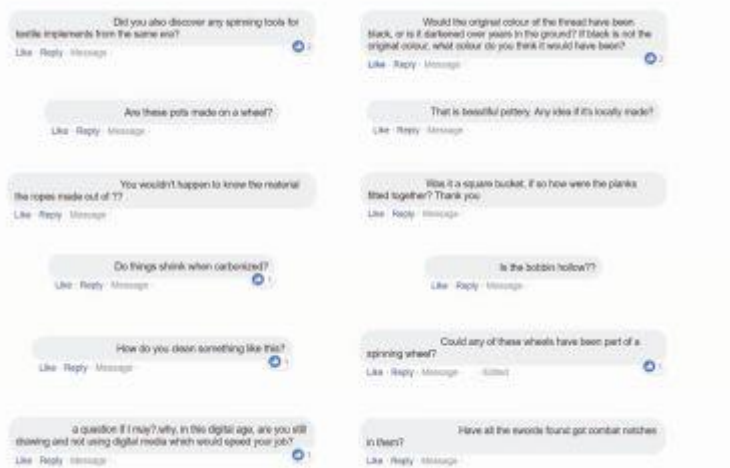 Did you also discover any spinning tools for
textile implements from the same era?
2
Like Reply Message
Are these pots made on a wheel?
Like Reply Message
You wouldn't happen to know the material
the ropes made out of ??
Like Reply Message
Do things shrink when carbonized?
1
Like Reply Message
How do you clean something like this?
1
Like Reply Message
a question if I may? why, in this digital age, are you still
drawing and not using digital media which would speed your job?
1
Like Reply Message
Would the original colour of the thread have been
black, or is it darkened over years in the ground? If black is not the
original colour, what colour do you think it would have been?
2
Like Reply Message
That is beautiful pottery. Any idea if it's locally made?
Like Reply Message
Was it a square bucket, if so how were the planks
fitted together? Thank you
Like Reply Message
Is the bobbin hollow??
Like Reply Message
Could any of these wheels have been part of a
spinning wheel?
1
Like Reply Message Edited
Have all the swords found got combat notches
in them?
Like Reply Message